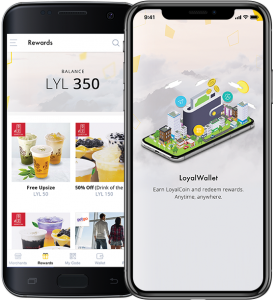 Rewards
BALANCE
LYL 350
Free Upsize
LYL 50
50% Off (Drink of the
LYL 150
Rewards
9:41
LoyalWallet
Earn LoyalCoin and redeem rewards.
Anytime, anywhere.